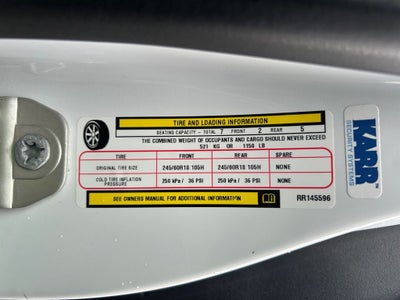 TIRE AND LOADING INFORMATION
SEATING CAPACITY - TOTAL 7 FRONT 2 REAR 5
THE COMBINED WEIGHT OF OCCUPANTS AND CARGO SHOULD NEVER EXCEED
521 KG OR 1150 LB
TIRE FRONT REAR SPARE
ORIGINAL TIRE SIZE 245/60R18 105H 245/60R18 105H NONE
COLD TIRE INFLATION PRESSURE 250 kPa / 36 PSI 250 kPa / 36 PSI NONE
SEE OWNERS MANUAL FOR ADDITIONAL INFORMATION
RR145596
KARR
SECURITY SYSTEMS